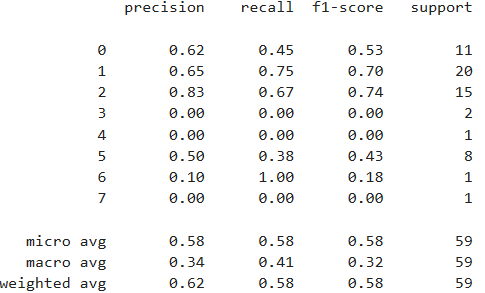 precision recall f1-score support
0 0.62 0.45 0.53 11
1 0.65 0.75 0.70 20
2 0.83 0.67 0.74 15
3 0.00 0.00 0.00 2
4 0.00 0.00 0.00 1
5 0.50 0.38 0.43 8
6 0.10 1.00 0.18 1
7 0.00 0.00 0.00 1
micro avg 0.58 0.58 0.58 59
macro avg 0.34 0.41 0.32 59
weighted avg 0.62 0.58 0.58 59